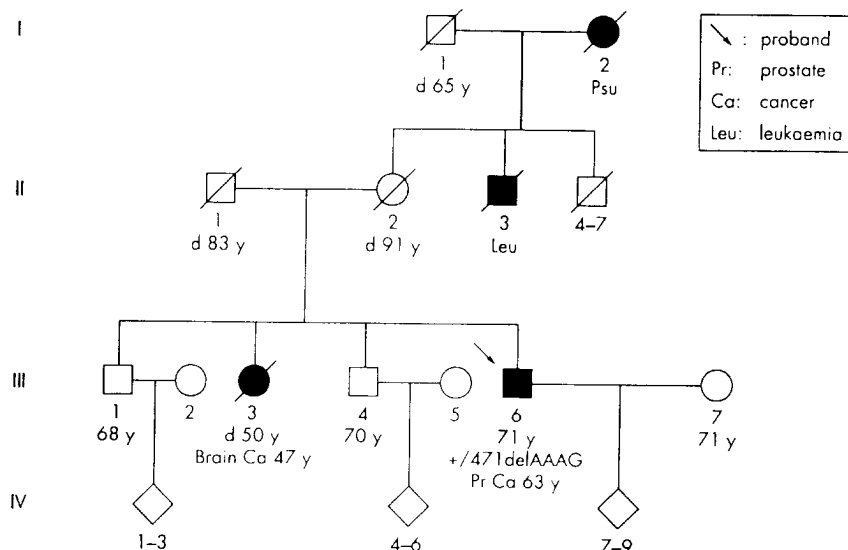 I
1
d 65 y
2
Psu
: proband
Pr: prostate
Ca: cancer
Leu: leukaemia
II
1
d 83 y
2
d 91 y
3
Leu
4–7
III
1
68 y
2
3
d 50 y
Brain Ca 47 y
4
70 y
5
6
71 y
+/471delAAAG
Pr Ca 63 y
7
71 y
IV
1–3
4–6
7–9